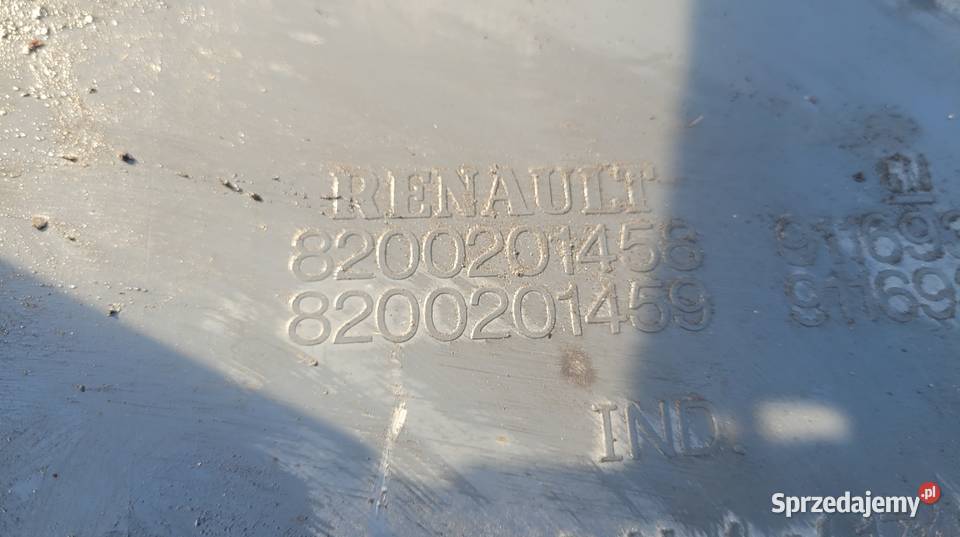 RENAULT
8200201458
8200201459
IND.
Sprzedajemy.pl